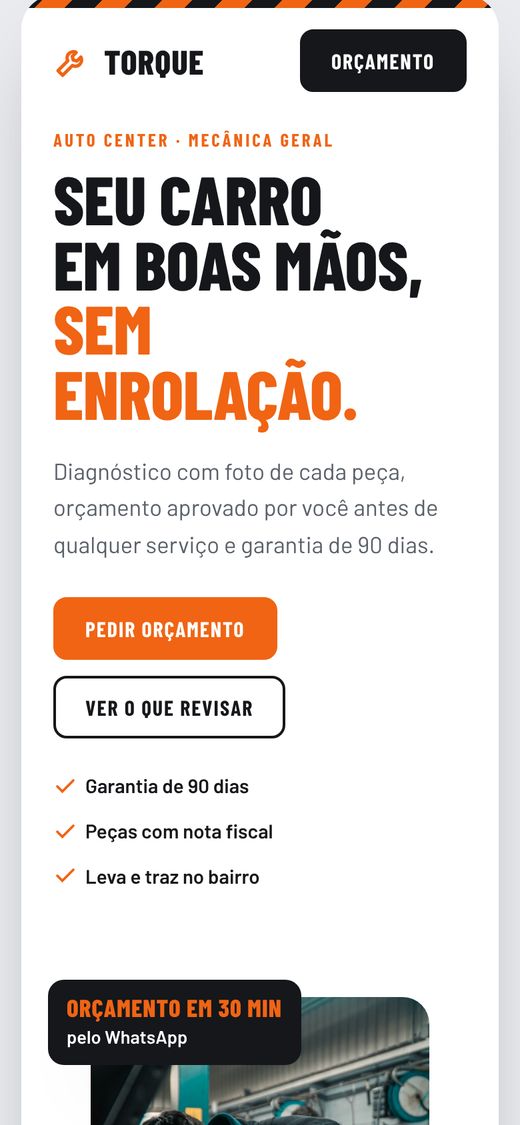 TORQUE
ORÇAMENTO
AUTO CENTER · MECÂNICA GERAL
SEU CARRO
EM BOAS MÃOS,
SEM
ENROLAÇÃO.
Diagnóstico com foto de cada peça,
orçamento aprovado por você antes de
qualquer serviço e garantia de 90 dias.
PEDIR ORÇAMENTO
VER O QUE REVISAR
Garantia de 90 dias
Peças com nota fiscal
Leva e traz no bairro
ORÇAMENTO EM 30 MIN
pelo WhatsApp